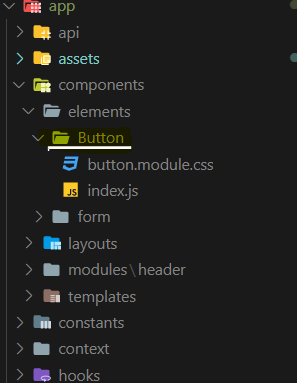 app
api
assets
components
elements
Button
button.module.css
JS index.js
form
layouts
modules\header
templates
constants
context
hooks